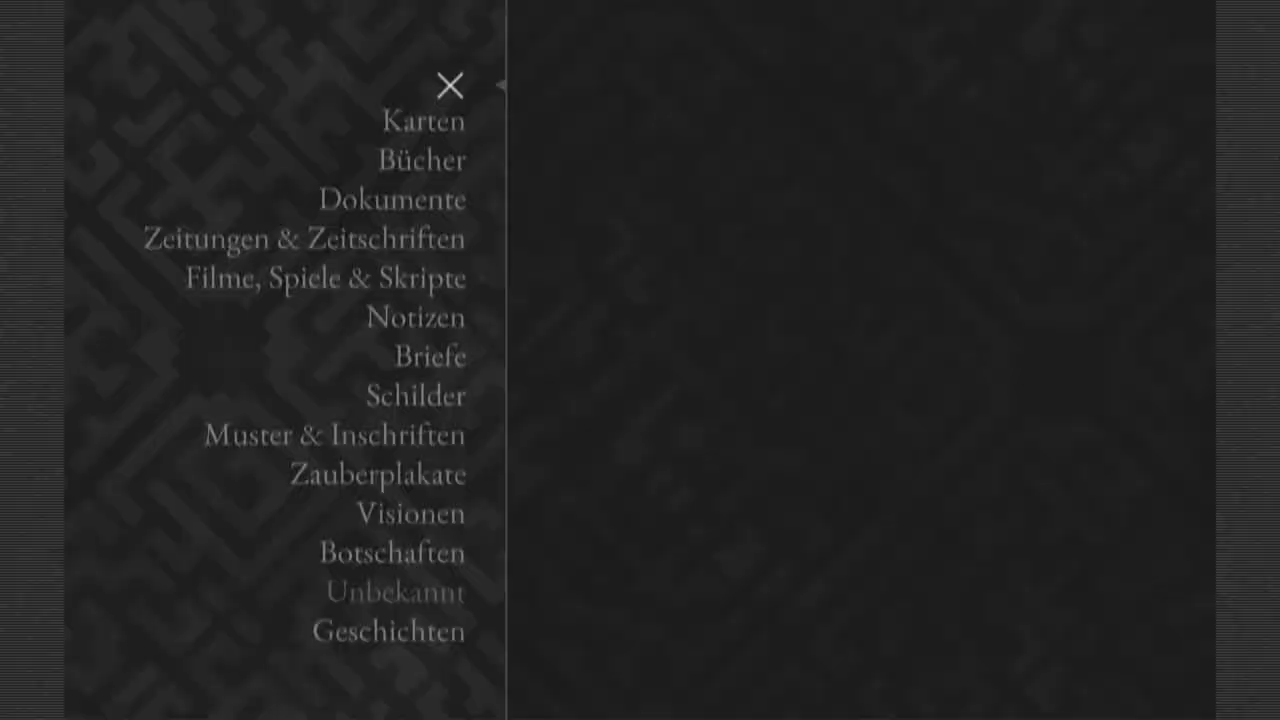 Karten
Bücher
Dokumente
Zeitungen & Zeitschriften
Filme, Spiele & Skripte
Notizen
Briefe
Schilder
Muster & Inschriften
Zauberplakate
Visionen
Botschaften
Unbekannt
Geschichten